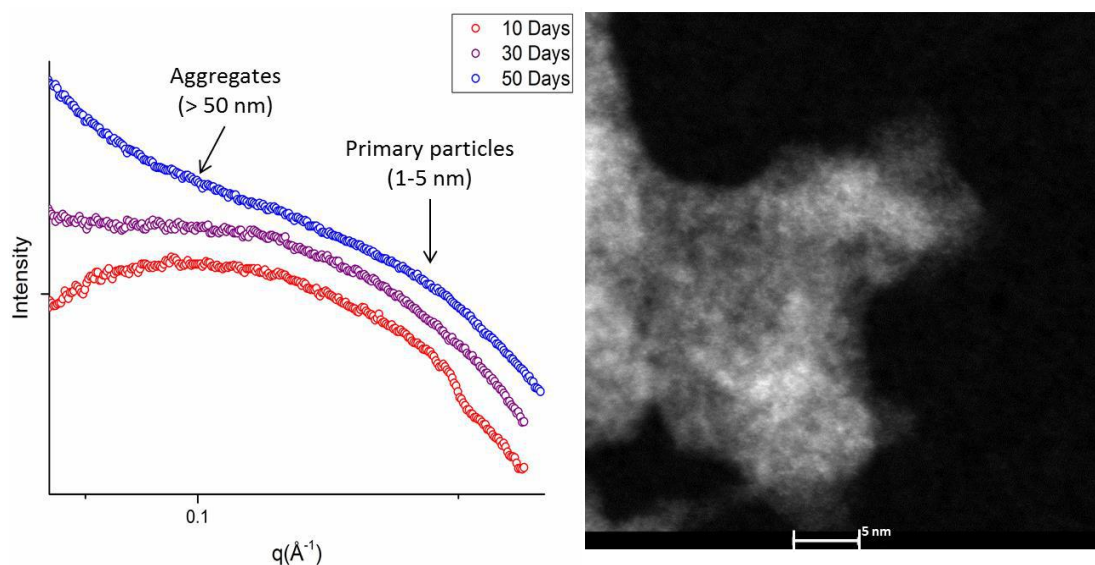 10 Days
30 Days
50 Days
Aggregates
(> 50 nm)
Primary particles
(1-5 nm)
Intensity
0.1
q(Å⁻¹)
5 nm